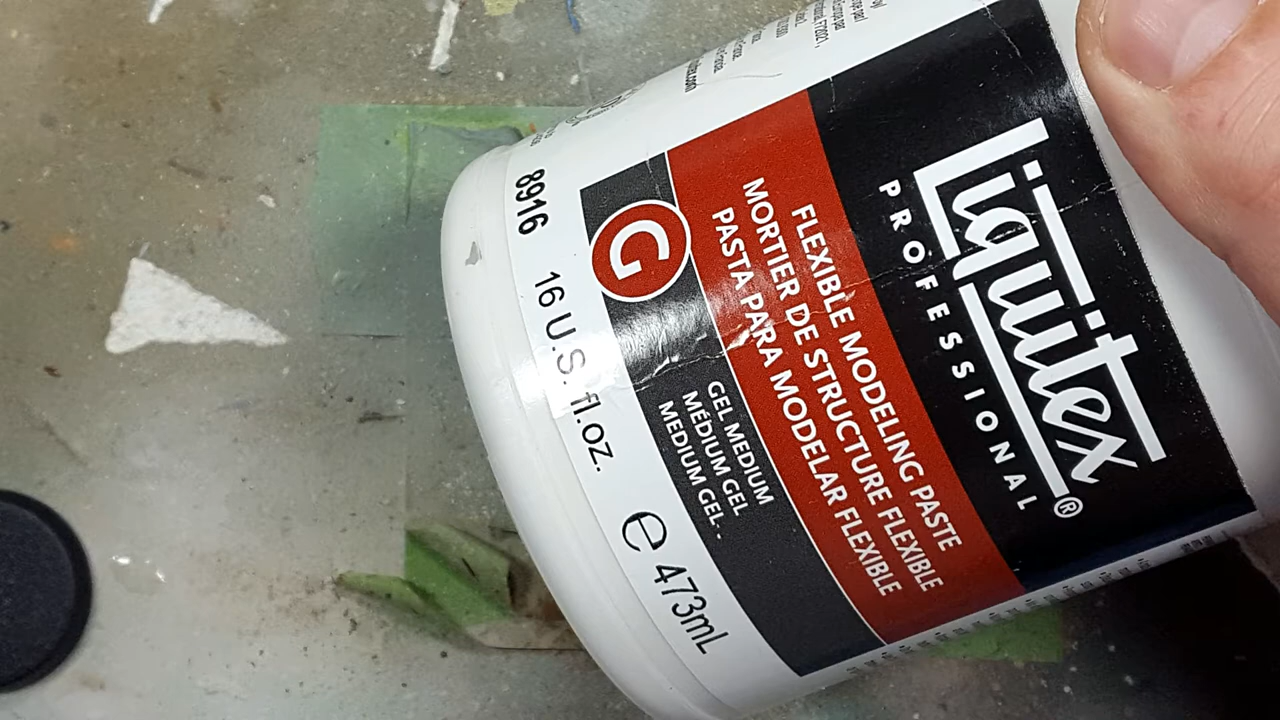 Liquitex®
PROFESSIONAL
FLEXIBLE MODELING PASTE
MORTIER DE STRUCTURE FLEXIBLE
PASTA PARA MODELAR FLEXIBLE
G
GEL MEDIUM
MÉDIUM GEL
MEDIUM GEL
8916 16 U.S. fl.oz. e 473mL